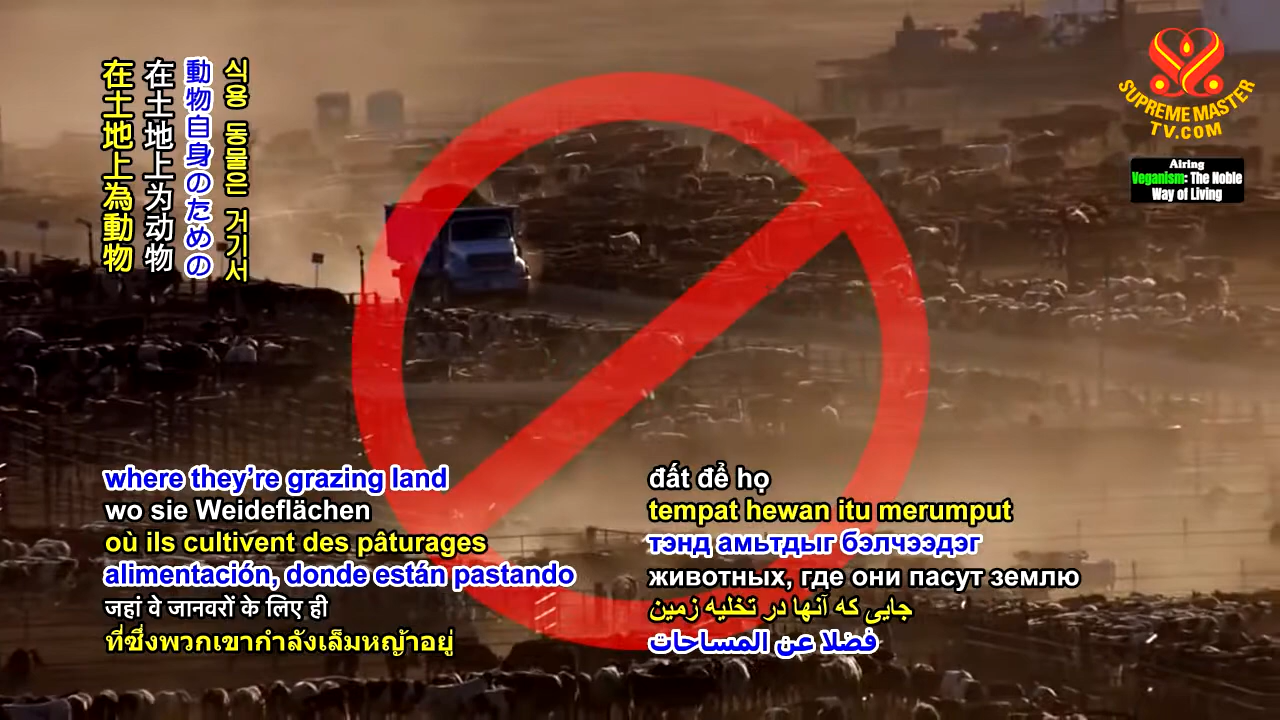 식용 동물은 거기서
動物自身のための
在土地上为动物
在土地上為動物
SUPREME MASTER
TV.COM
Airing
Veganism: The Noble
Way of Living
where they're grazing land
wo sie Weideflächen
où ils cultivent des pâturages
alimentación, donde están pastando
जहां वे जानवरों के लिए ही
ที่ซึ่งพวกเขากำลังเล็มหญ้าอยู่
đất để họ
tempat hewan itu merumput
тэнд амьтдыг бэлчээдэг
животных, где они пасут землю
جایی که آنها در تخلیه زمین
فضلا عن المساحات